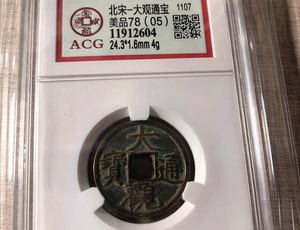 北宋-大观通宝 1107
美品78 (05)
11912604
24.3*1.6mm 4g
ACG
大
寶 通
觀